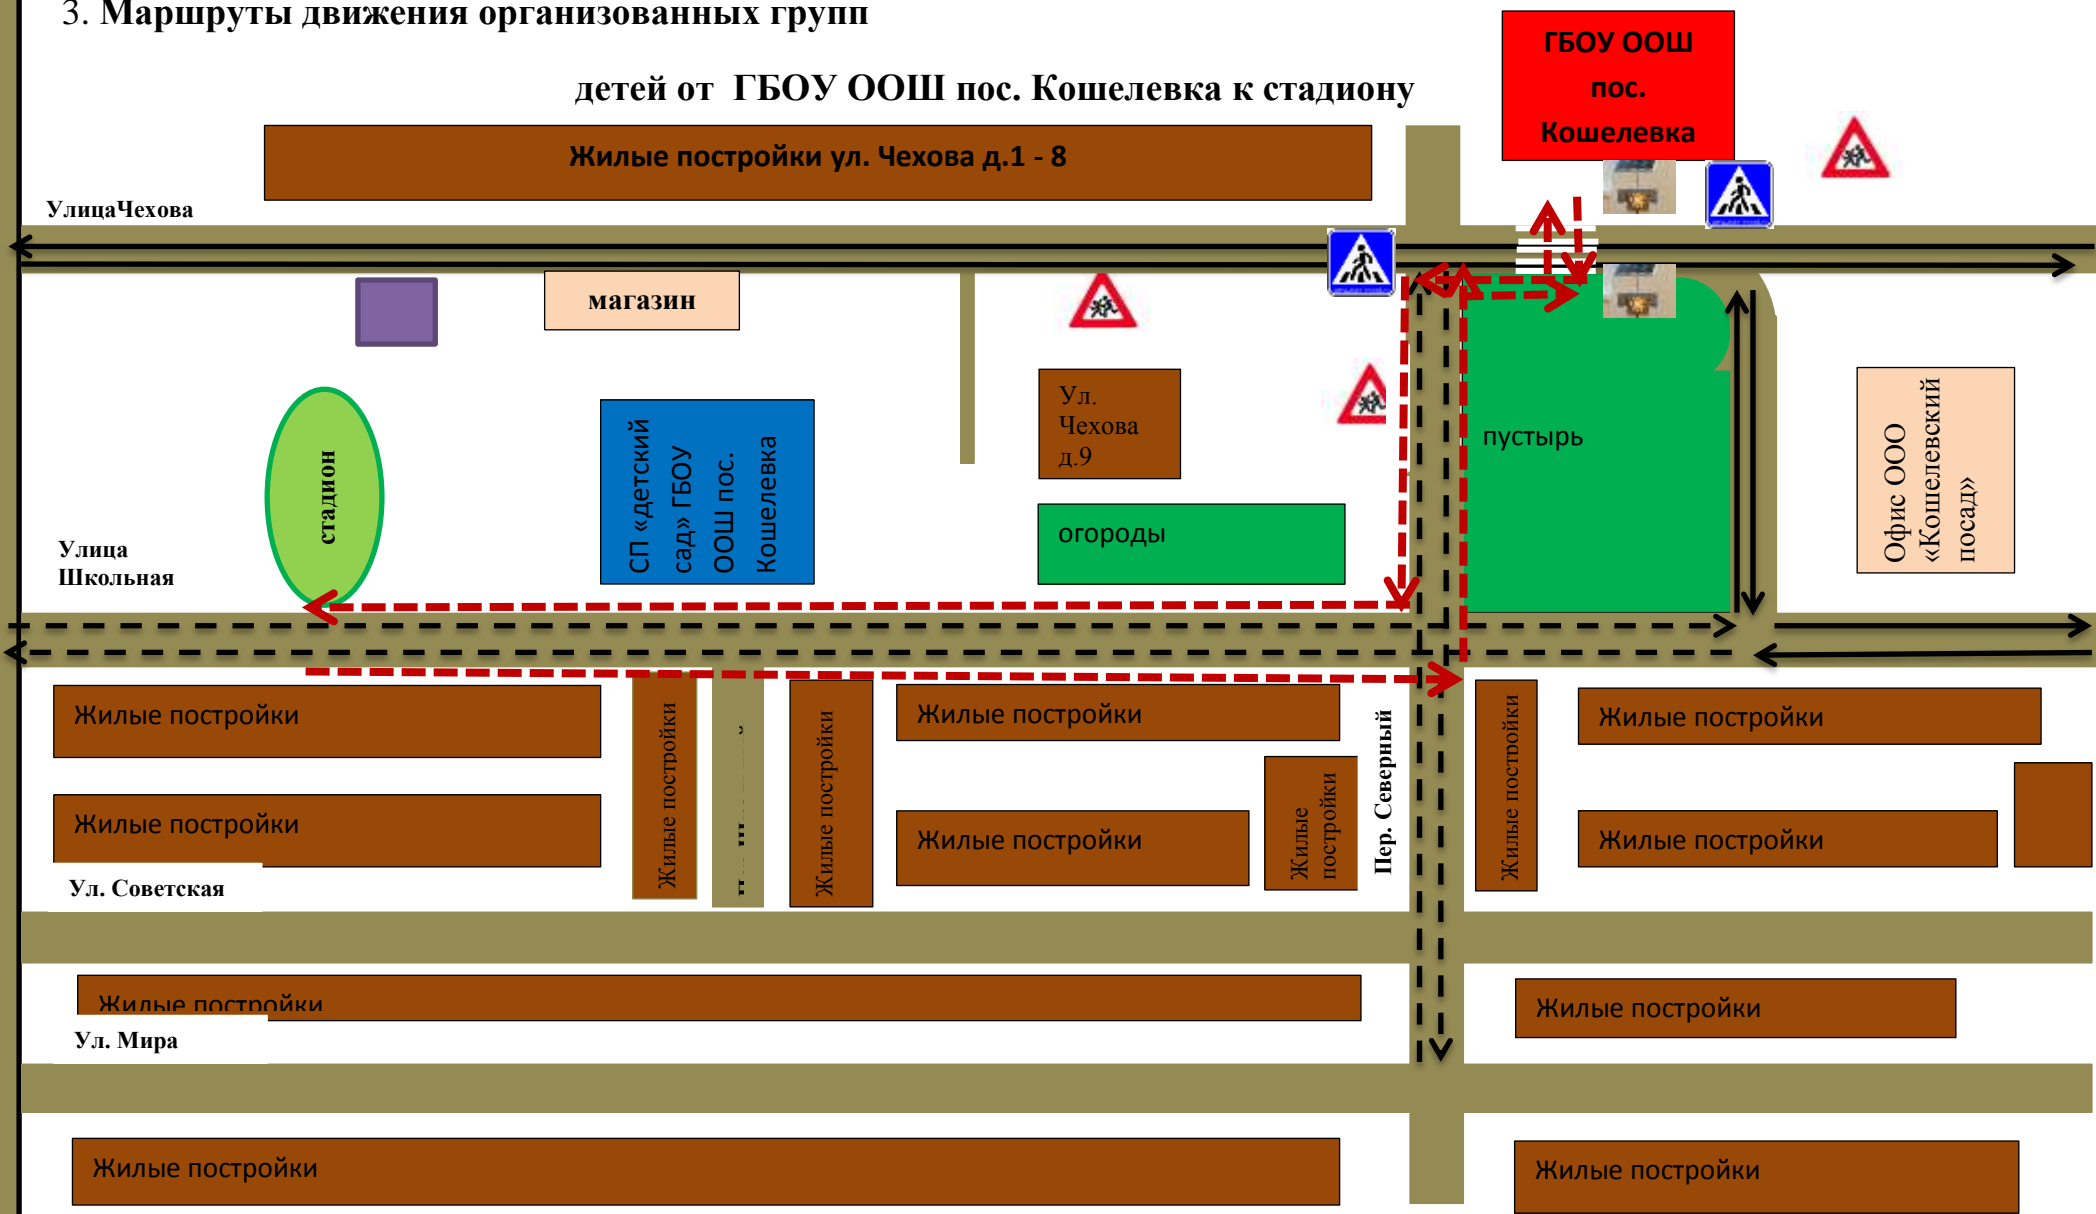 3. Маршруты движения организованных групп
детей от ГБОУ ООШ пос. Кошелевка к стадиону
ГБОУ ООШ
пос.
Кошелевка
Жилые постройки ул. Чехова д.1 - 8
УлицаЧехова
магазин
Ул.
Чехова
д.9
пустырь
Офис ООО
«Кошелевский
посад»
стадион
СП «детский
сад» ГБОУ
ООШ пос.
Кошелевка
огороды
Улица
Школьная
Жилые постройки
Жилые постройки
Жилые постройки
Жилые постройки
Жилые постройки
Жилые постройки
Жилые
постройки
Пер. Северный
Жилые постройки
Жилые постройки
Жилые постройки
Ул. Советская
Жилые постройки
Жилые постройки
Ул. Мира
Жилые постройки
Жилые постройки